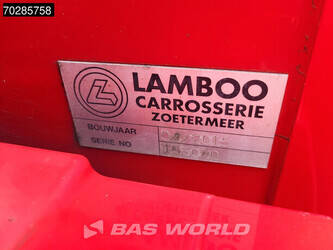 70285758
LAMBOO
CARROSSERIE
ZOETERMEER
BOUWJAAR
SERIE NO
BAS WORLD